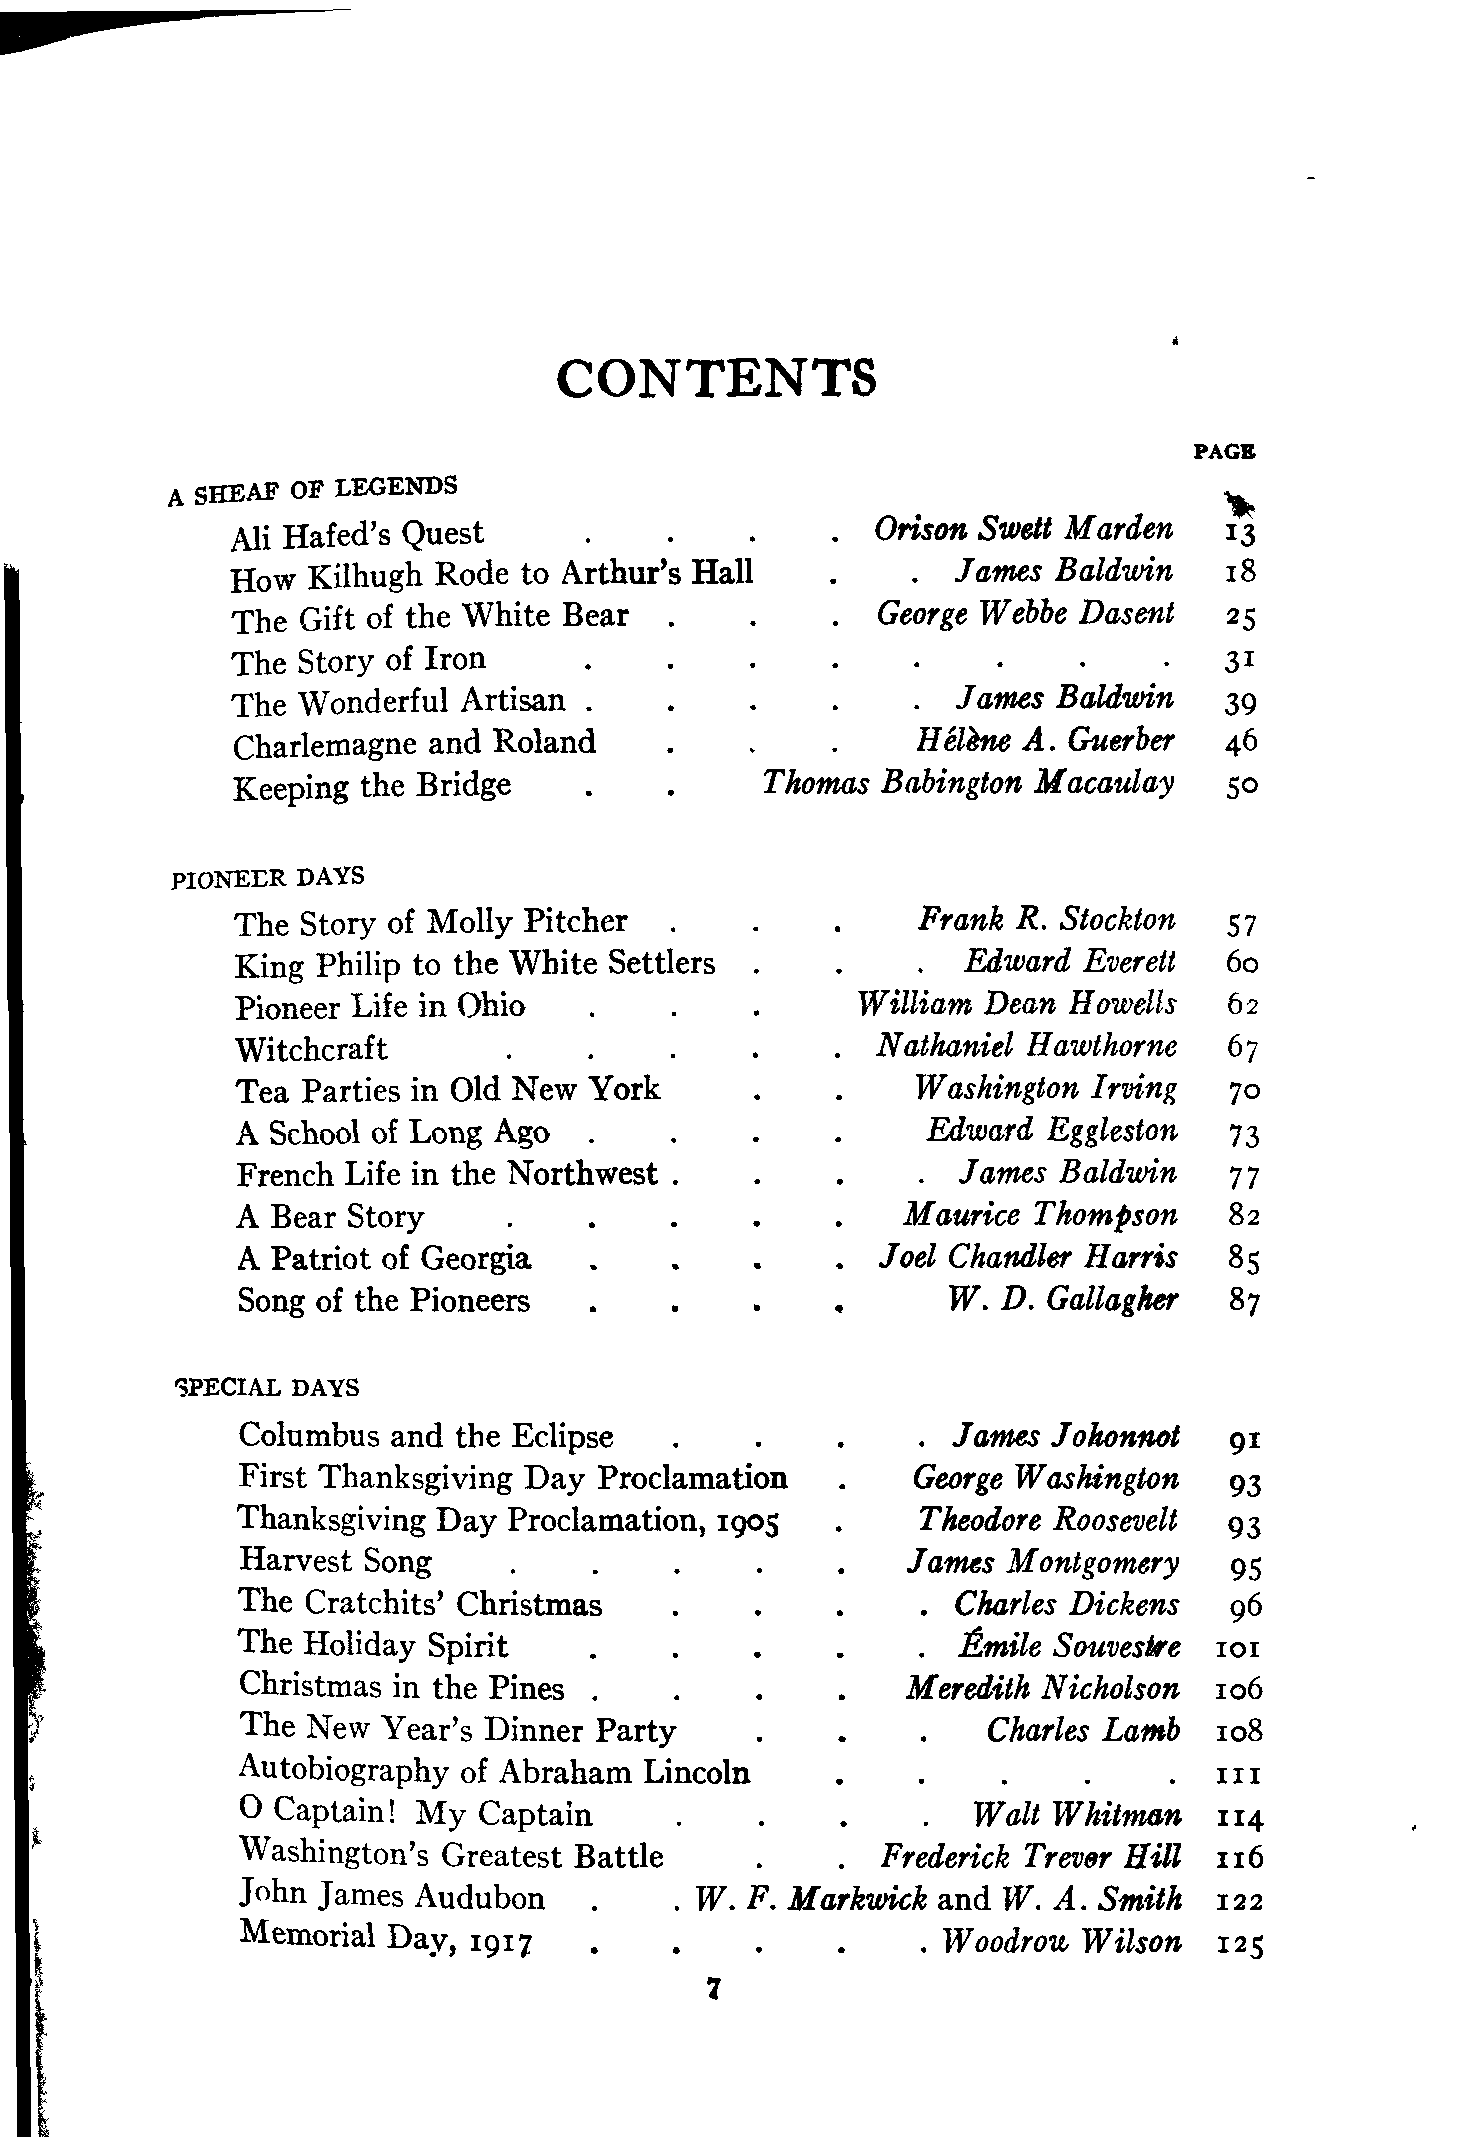 CONTENTS
PAGE
A SHEAF OF LEGENDS
Ali Hafed's Quest . . . . Orison Swett Marden 13
How Kilhugh Rode to Arthur's Hall . . James Baldwin 18
The Gift of the White Bear . . . George Webbe Dasent 25
The Story of Iron . . . . . . . . 31
The Wonderful Artisan . . . . . James Baldwin 39
Charlemagne and Roland . . . Hélène A. Guerber 46
Keeping the Bridge . . Thomas Babington Macaulay 50
PIONEER DAYS
The Story of Molly Pitcher . . . Frank R. Stockton 57
King Philip to the White Settlers . . . Edward Everett 60
Pioneer Life in Ohio . . . William Dean Howells 62
Witchcraft . . . . . Nathaniel Hawthorne 67
Tea Parties in Old New York . . Washington Irving 70
A School of Long Ago . . . . Edward Eggleston 73
French Life in the Northwest . . . . James Baldwin 77
A Bear Story . . . . . Maurice Thompson 82
A Patriot of Georgia . . . . Joel Chandler Harris 85
Song of the Pioneers . . . . W. D. Gallagher 87
SPECIAL DAYS
Columbus and the Eclipse . . . . James Johonnot 91
First Thanksgiving Day Proclamation . George Washington 93
Thanksgiving Day Proclamation, 1905 . Theodore Roosevelt 93
Harvest Song . . . . . James Montgomery 95
The Cratchits' Christmas . . . . Charles Dickens 96
The Holiday Spirit . . . . . Émile Souvestre 101
Christmas in the Pines . . . . Meredith Nicholson 106
The New Year's Dinner Party . . . Charles Lamb 108
Autobiography of Abraham Lincoln . . . . . 111
O Captain! My Captain . . . . Walt Whitman 114
Washington's Greatest Battle . . Frederick Trevor Hill 116
John James Audubon . . W. F. Markwick and W. A. Smith 122
Memorial Day, 1917 . . . . . Woodrow Wilson 125
7